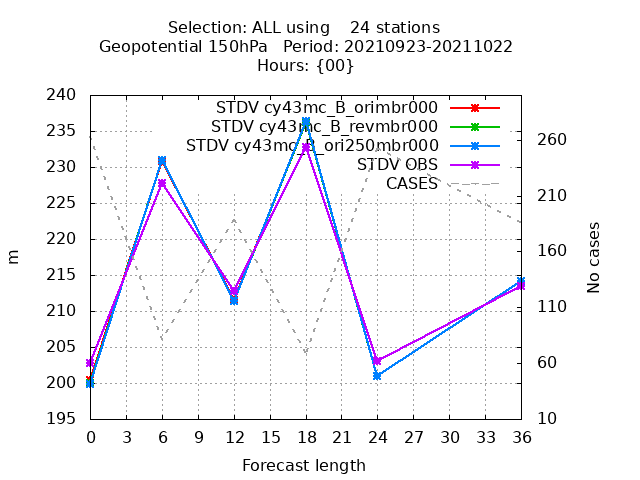 Selection: ALL using    24 stations
Geopotential 150hPa   Period: 20210923-20211022
Hours: {00}
STDV cy43mc_B_orimbr000
STDV cy43mc_B_revmbr000
STDV cy43mc_B_ori250mbr000
STDV OBS
CASES
240
235
230
225
220
215
210
205
200
195
m
260
210
160
110
60
10
No cases
0 3 6 9 12 15 18 21 24 27 30 33 36
Forecast length